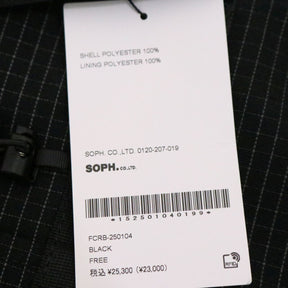 SHELL POLYESTER 100%
LINING POLYESTER 100%
SOPH. CO.,LTD. 0120-207-019
SOPH.CO.,LTD.
*152501040199*
FCRB-250104
BLACK
FREE
税込 ¥25,300 (¥23,000)
RFID